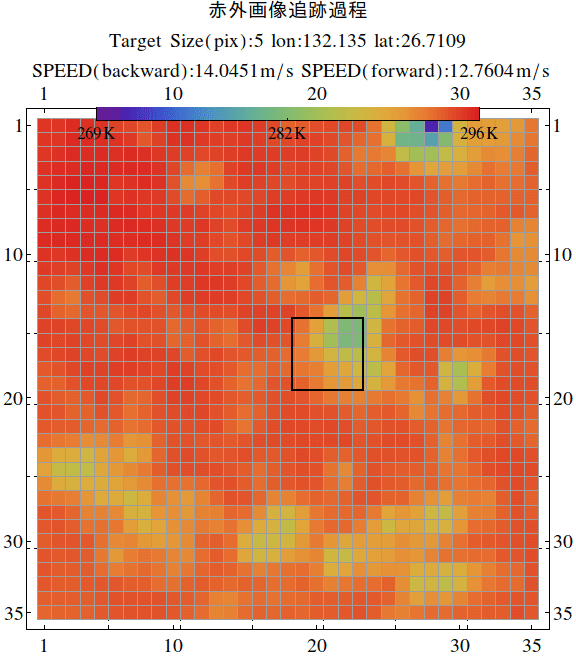 赤外画像追跡過程
Target Size(pix):5 lon:132.135 lat:26.7109
SPEED(backward):14.0451m/s SPEED(forward):12.7604m/s
1 10 20 30 35
1 1
269K 282K 296K
10 10
20 20
30 30
35 35
1 10 20 30 35